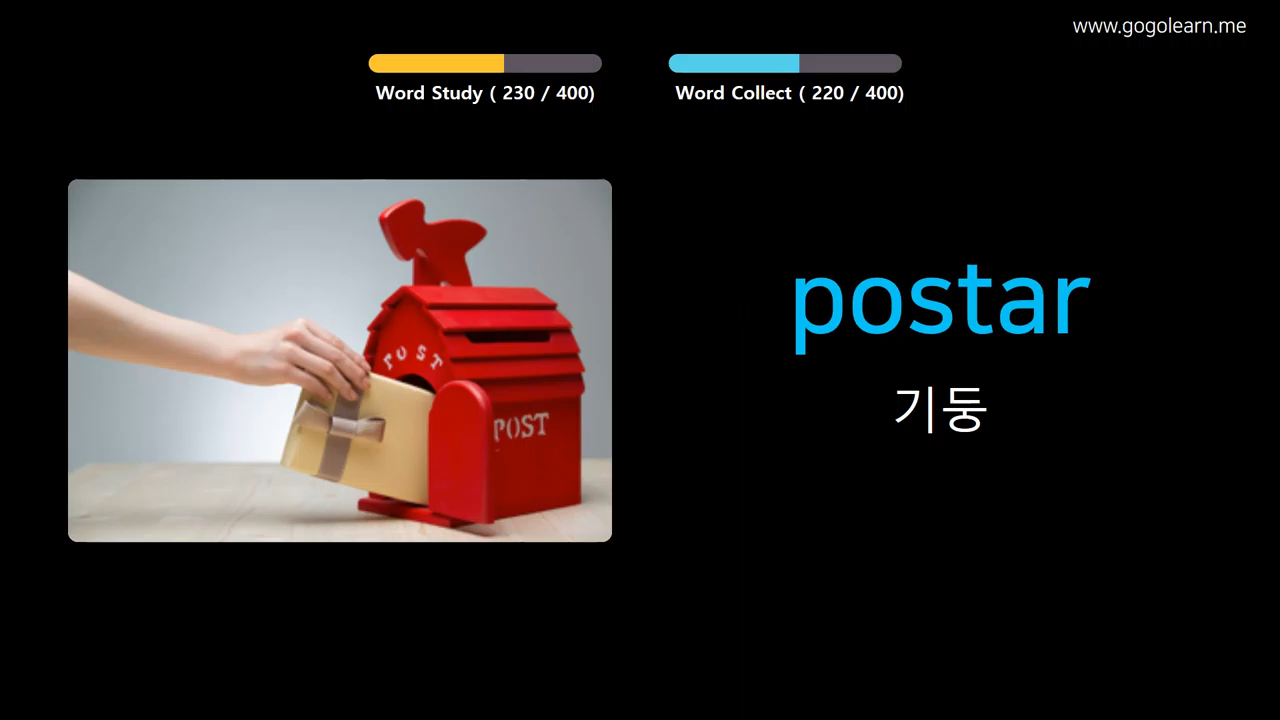 www.gogolearn.me
Word Study ( 230 / 400)
Word Collect ( 220 / 400)
POST
POST
postar
기둥